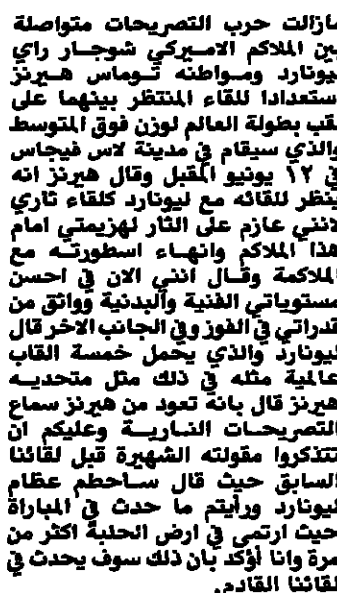 مازالت حرب التصريحات متواصلة
بين الملاكم الاميركي شوجار راي
ليونارد ومواطنه توماس هيرنز
استعدادا للقاء المنتظر بينهما على
لقب بطولة العالم لوزن فوق المتوسط
والذي سيقام في مدينة لاس فيجاس
في ١٢ يونيو المقبل وقال هيرنز انه
ينظر للقائه مع ليونارد كلقاء ثاري
لانني عازم على الثار لهزيمتي امام
هذا الملاكم وانهاء اسطورته مع
الملاكمة وقال انني الان في احسن
مستوياتي الفنية والبدنية وواثق من
قدراتي في الفوز وفي الجانب الاخر قال
ليونارد والذي يحمل خمسة القاب
عالمية مثله في ذلك مثل متحديه
هيرنز قال بانه تعود من هيرنز سماع
التصريحات النارية وعليكم ان
تتذكروا مقولته الشهيرة قبل لقائنا
السابق حيث قال ساحطم عظام
ليونارد ورأيتم ما حدث في المباراة
حيث ارتمى في ارض الحلبة اكثر من
مرة وانا أؤكد بان ذلك سوف يحدث في
لقائنا القادم.